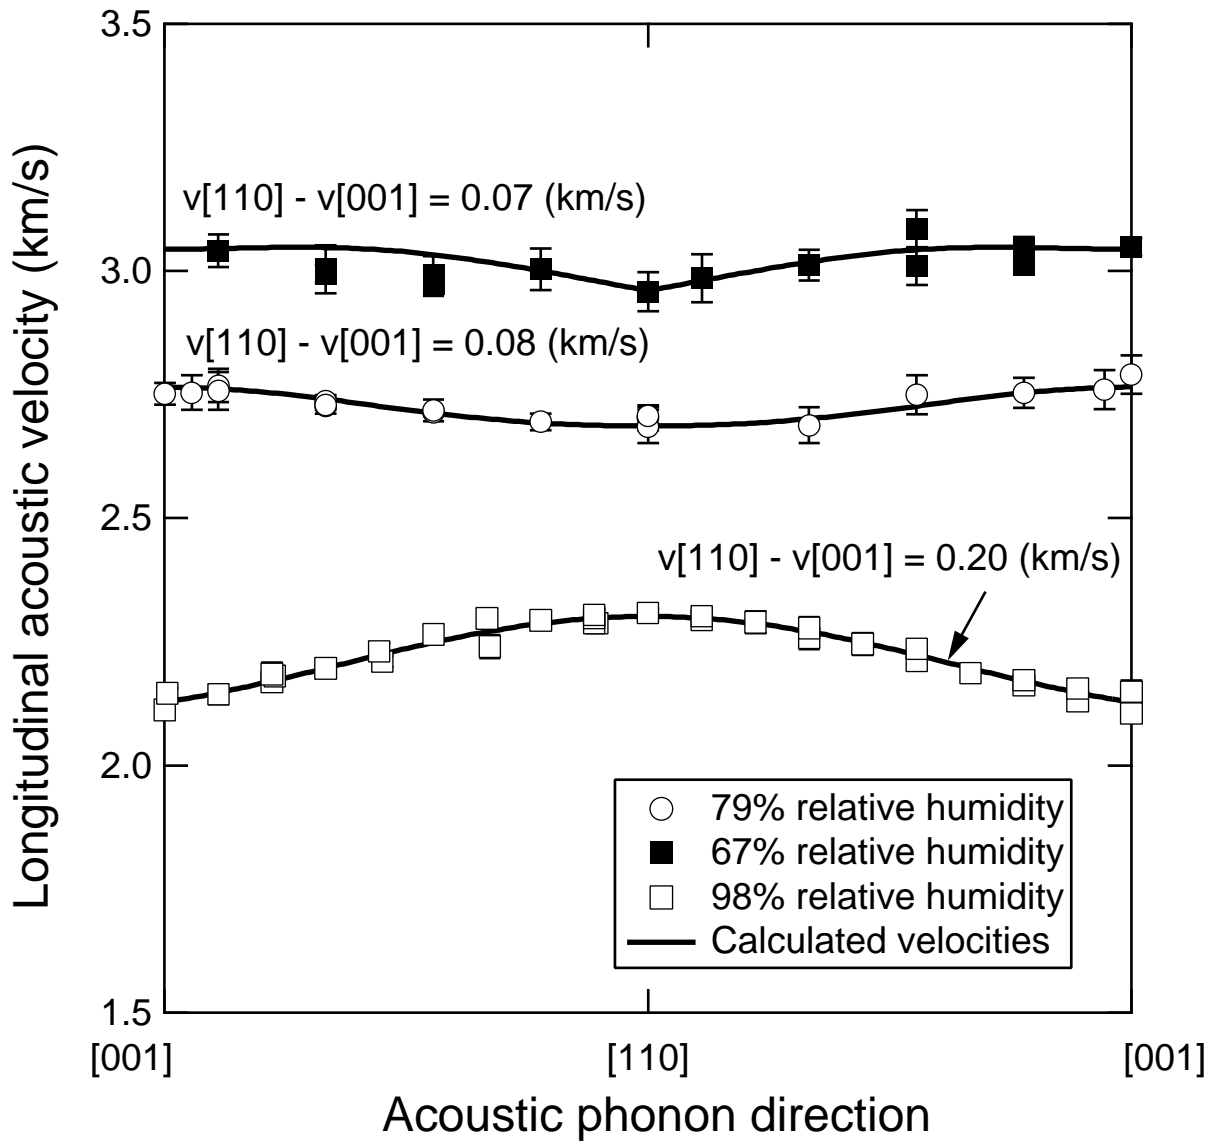 Longitudinal acoustic velocity (km/s)
3.5
3.0
2.5
2.0
1.5
v[110] - v[001] = 0.07 (km/s)
v[110] - v[001] = 0.08 (km/s)
v[110] - v[001] = 0.20 (km/s)
79% relative humidity
67% relative humidity
98% relative humidity
Calculated velocities
[001]
[110]
[001]
Acoustic phonon direction